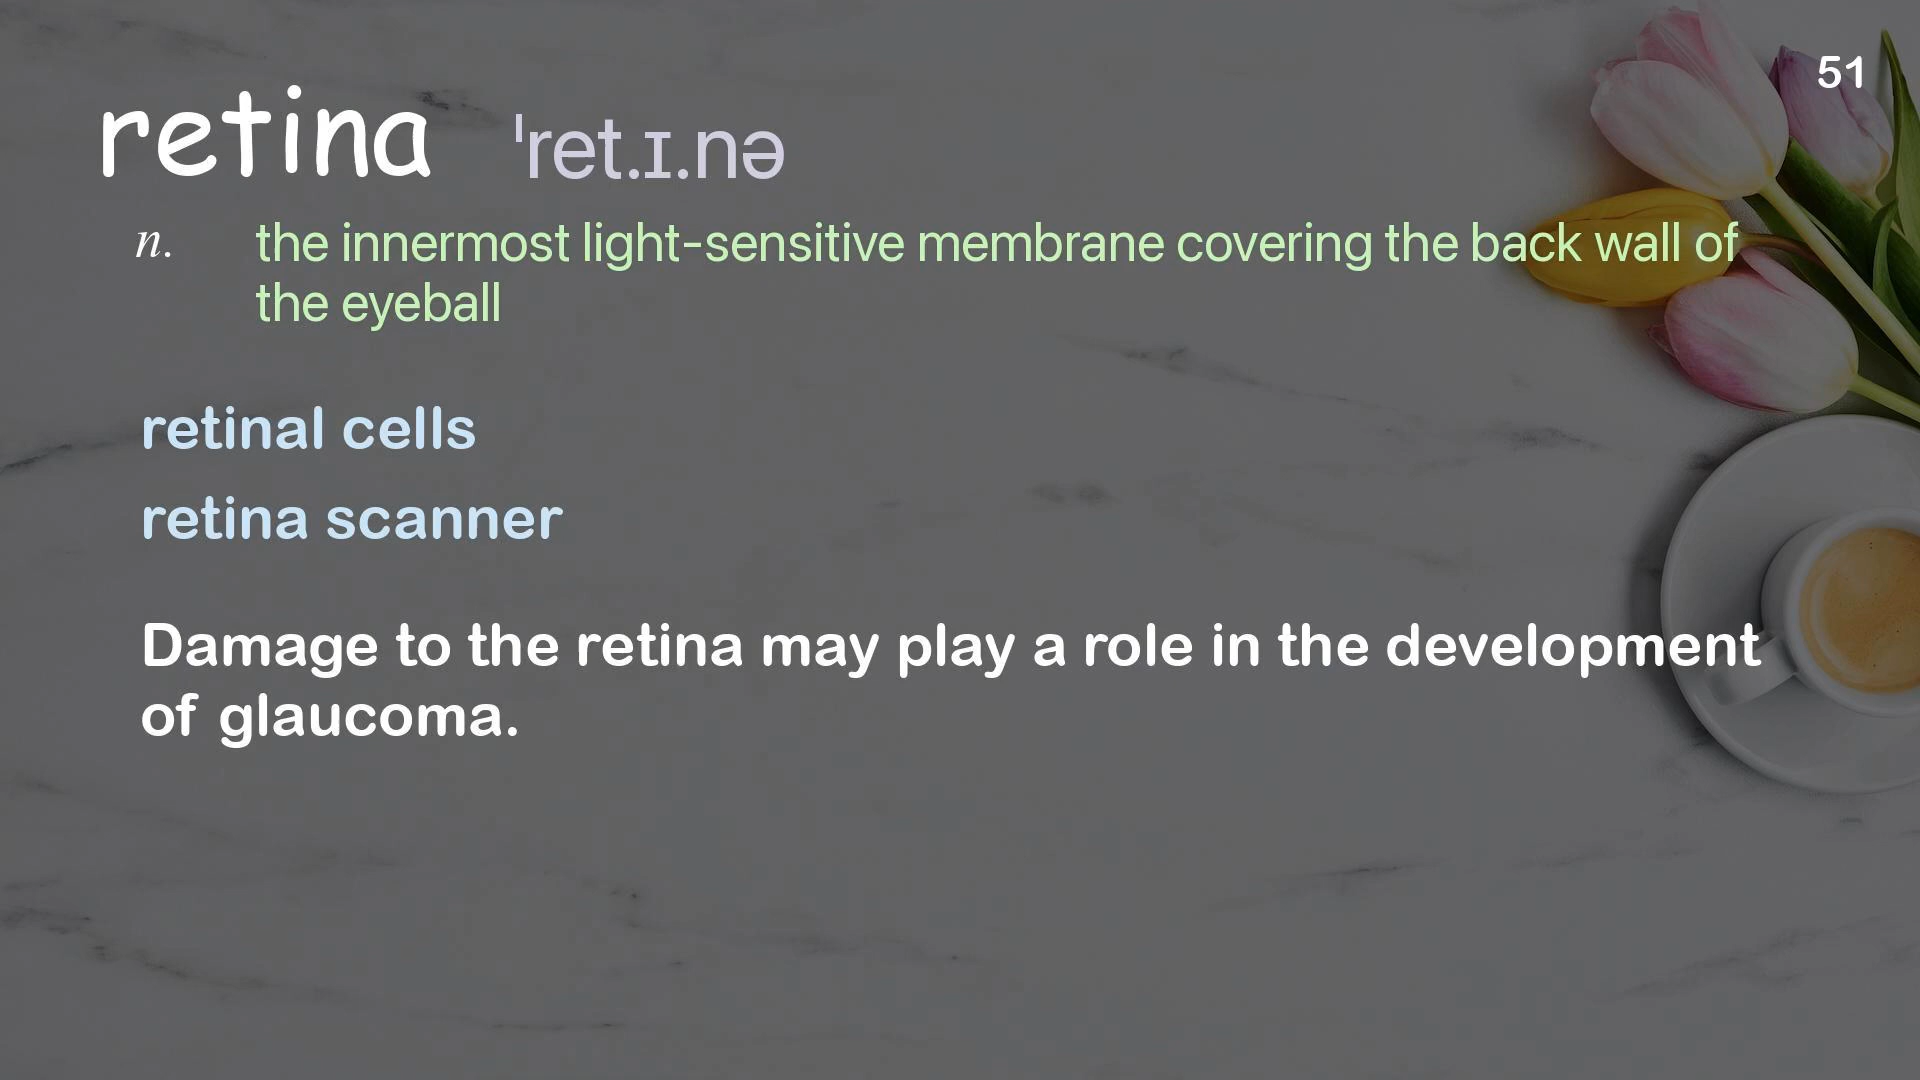 51
retina ˈret.ɪ.nə
n. the innermost light-sensitive membrane covering the back wall of
the eyeball
retinal cells
retina scanner
Damage to the retina may play a role in the development
of glaucoma.